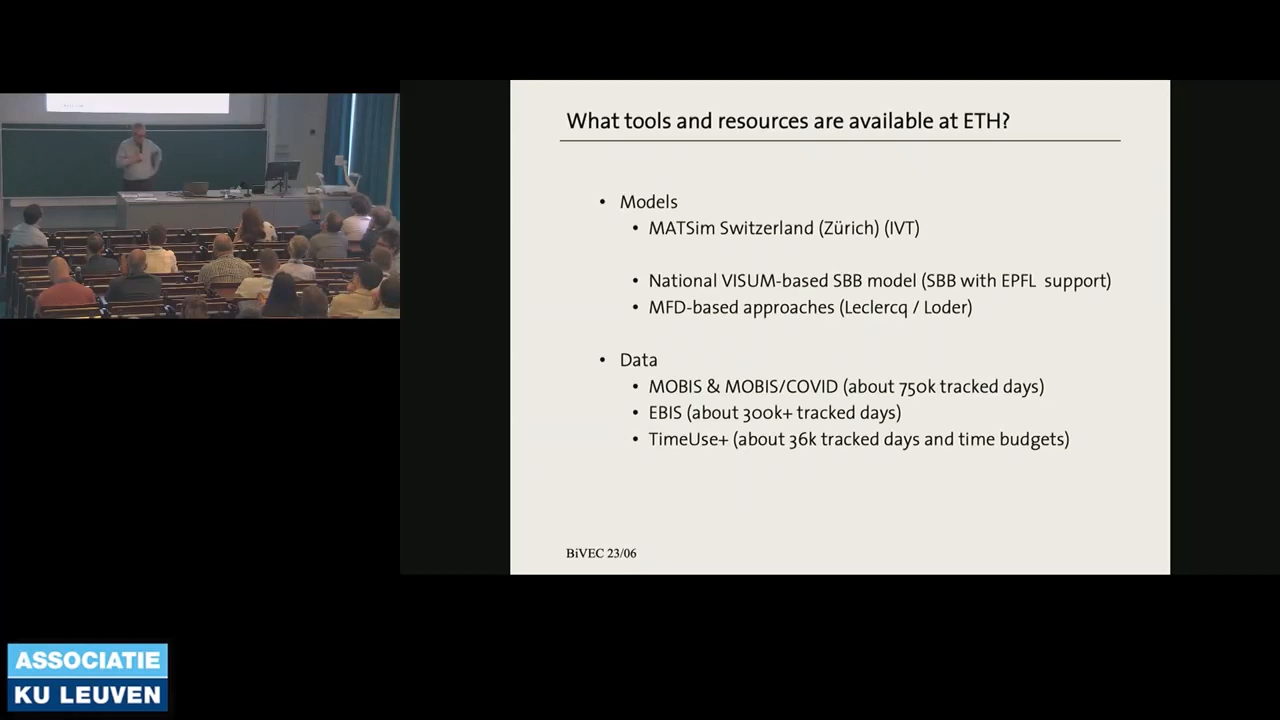 What tools and resources are available at ETH?
• Models
• MATSim Switzerland (Zürich) (IVT)
• National VISUM-based SBB model (SBB with EPFL support)
• MFD-based approaches (Leclercq / Loder)
• Data
• MOBIS & MOBIS/COVID (about 750k tracked days)
• EBIS (about 300k+ tracked days)
• TimeUse+ (about 36k tracked days and time budgets)
BiVEC 23/06
ASSOCIATIE
KU LEUVEN